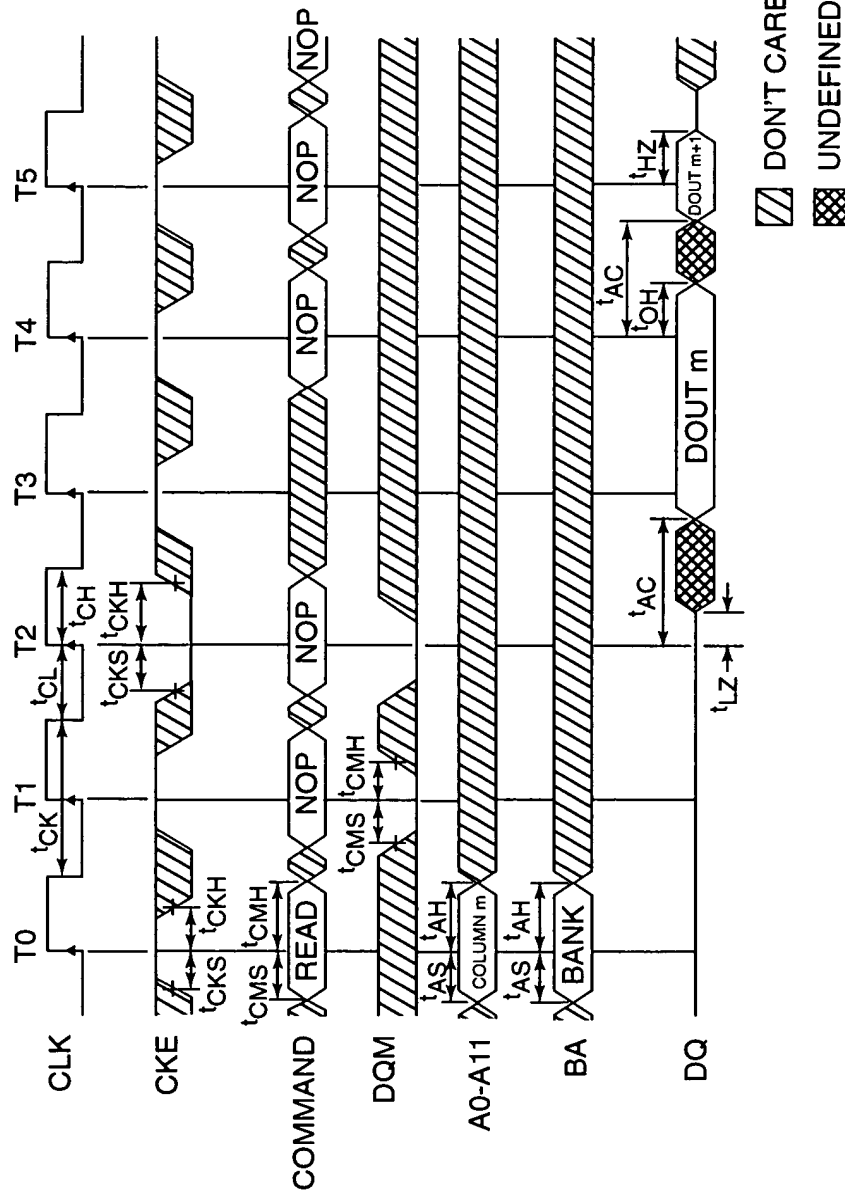 T0 T1 T2 T3 T4 T5
CLK
tCK tCL tCH
CKE
tCKS tCKH tCKS tCKH
COMMAND
READ NOP NOP NOP NOP NOP
tCMS tCMH
DQM
tCMS tCMH
A0-A11
COLUMN m
tAS tAH
BA
BANK
tAS tAH
DQ
DOUT m DOUT m+1
tLZ tAC tOH tAC tHZ
DON'T CARE
UNDEFINED